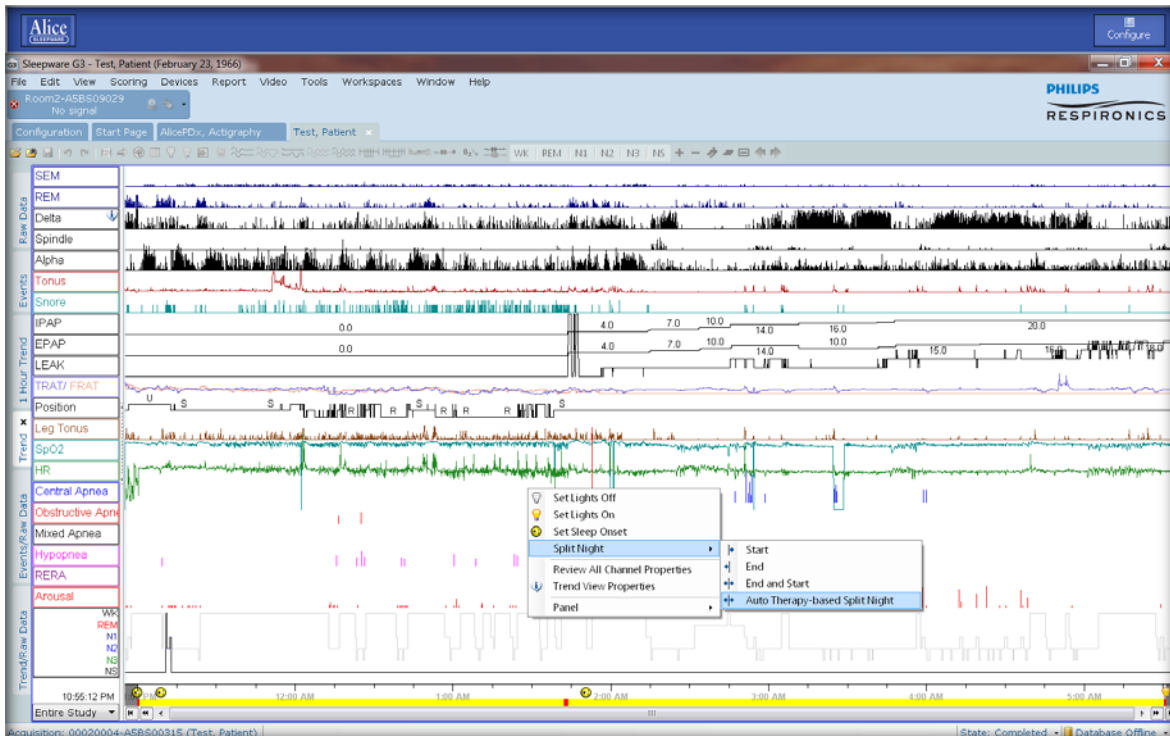 Alice
SLEEPWARE
Configure
G3 Sleepware G3 - Test, Patient (February 23, 1966)
File Edit View Scoring Devices Report Video Tools Workspaces Window Help
Room2-A5BS09029
No signal
PHILIPS
RESPIRONICS
Configuration Start Page AlicePDx, Actigraphy Test, Patient
WK REM N1 N2 N3 NS
Raw Data
Events
1 Hour Trend
Trend
Events/Raw Data
Trend/Raw Data
SEM
REM
Delta
Spindle
Alpha
Tonus
Snore
IPAP 0.0 4.0 7.0 10.0 14.0 16.0 20.0
EPAP 0.0 4.0 7.0 10.0 14.0 10.0 15.0
LEAK
TRAT/ FRAT
Position U S S R R S R R R S
Leg Tonus
SpO2
HR
Central Apnea
Obstructive Apne
Mixed Apnea
Hypopnea
RERA
Arousal
Set Lights Off
Set Lights On
Set Sleep Onset
Split Night
Review All Channel Properties
Trend View Properties
Panel
Start
End
End and Start
Auto Therapy-based Split Night
WK
REM
N1
N2
N3
NS
10:55:12 PM PM 12:00 AM 1:00 AM 2:00 AM 3:00 AM 4:00 AM 5:00 AM
Entire Study
Acquisition: 00020004-A5BS00315 (Test, Patient) State: Completed Database Offline